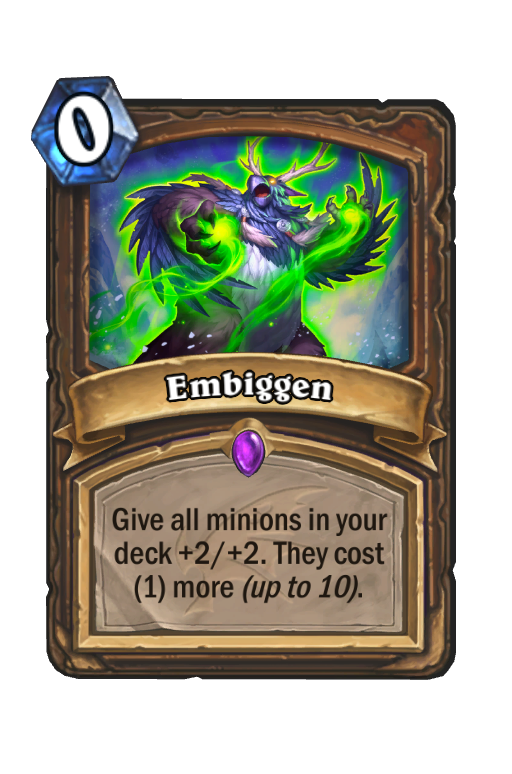 0
Embiggen
Give all minions in your
deck +2/+2. They cost
(1) more (up to 10).